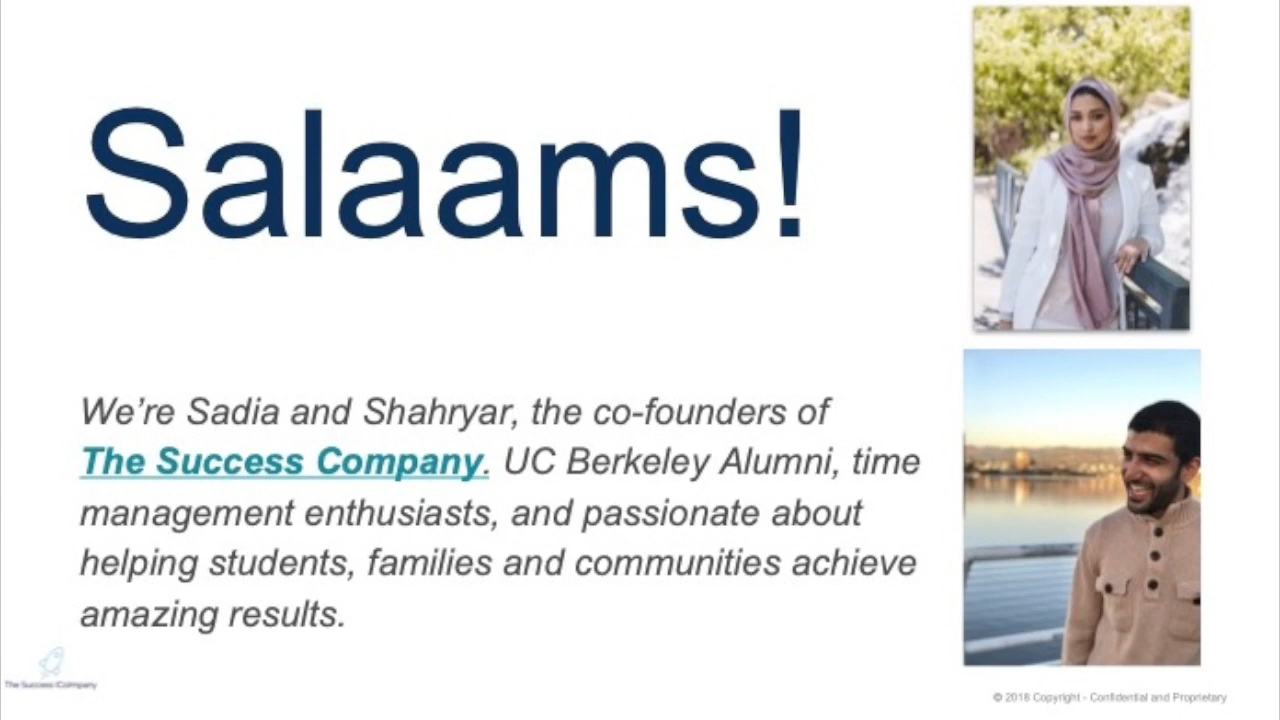 Salaams!
We’re Sadia and Shahryar, the co-founders of
The Success Company. UC Berkeley Alumni, time
management enthusiasts, and passionate about
helping students, families and communities achieve
amazing results.
The Success Company
© 2018 Copyright - Confidential and Proprietary